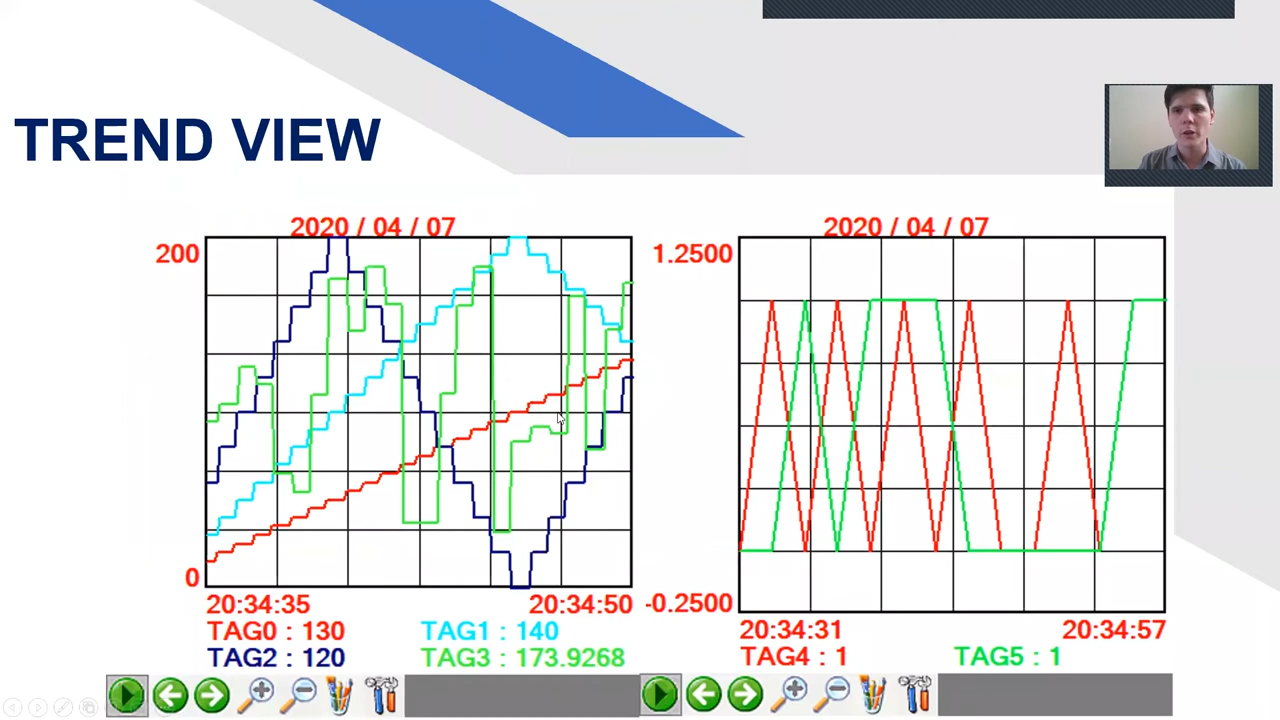 TREND VIEW
2020 / 04 / 07
200
0
20:34:35
20:34:50
TAG0 : 130
TAG1 : 140
TAG2 : 120
TAG3 : 173.9268
2020 / 04 / 07
1.2500
-0.2500
20:34:31
20:34:57
TAG4 : 1
TAG5 : 1